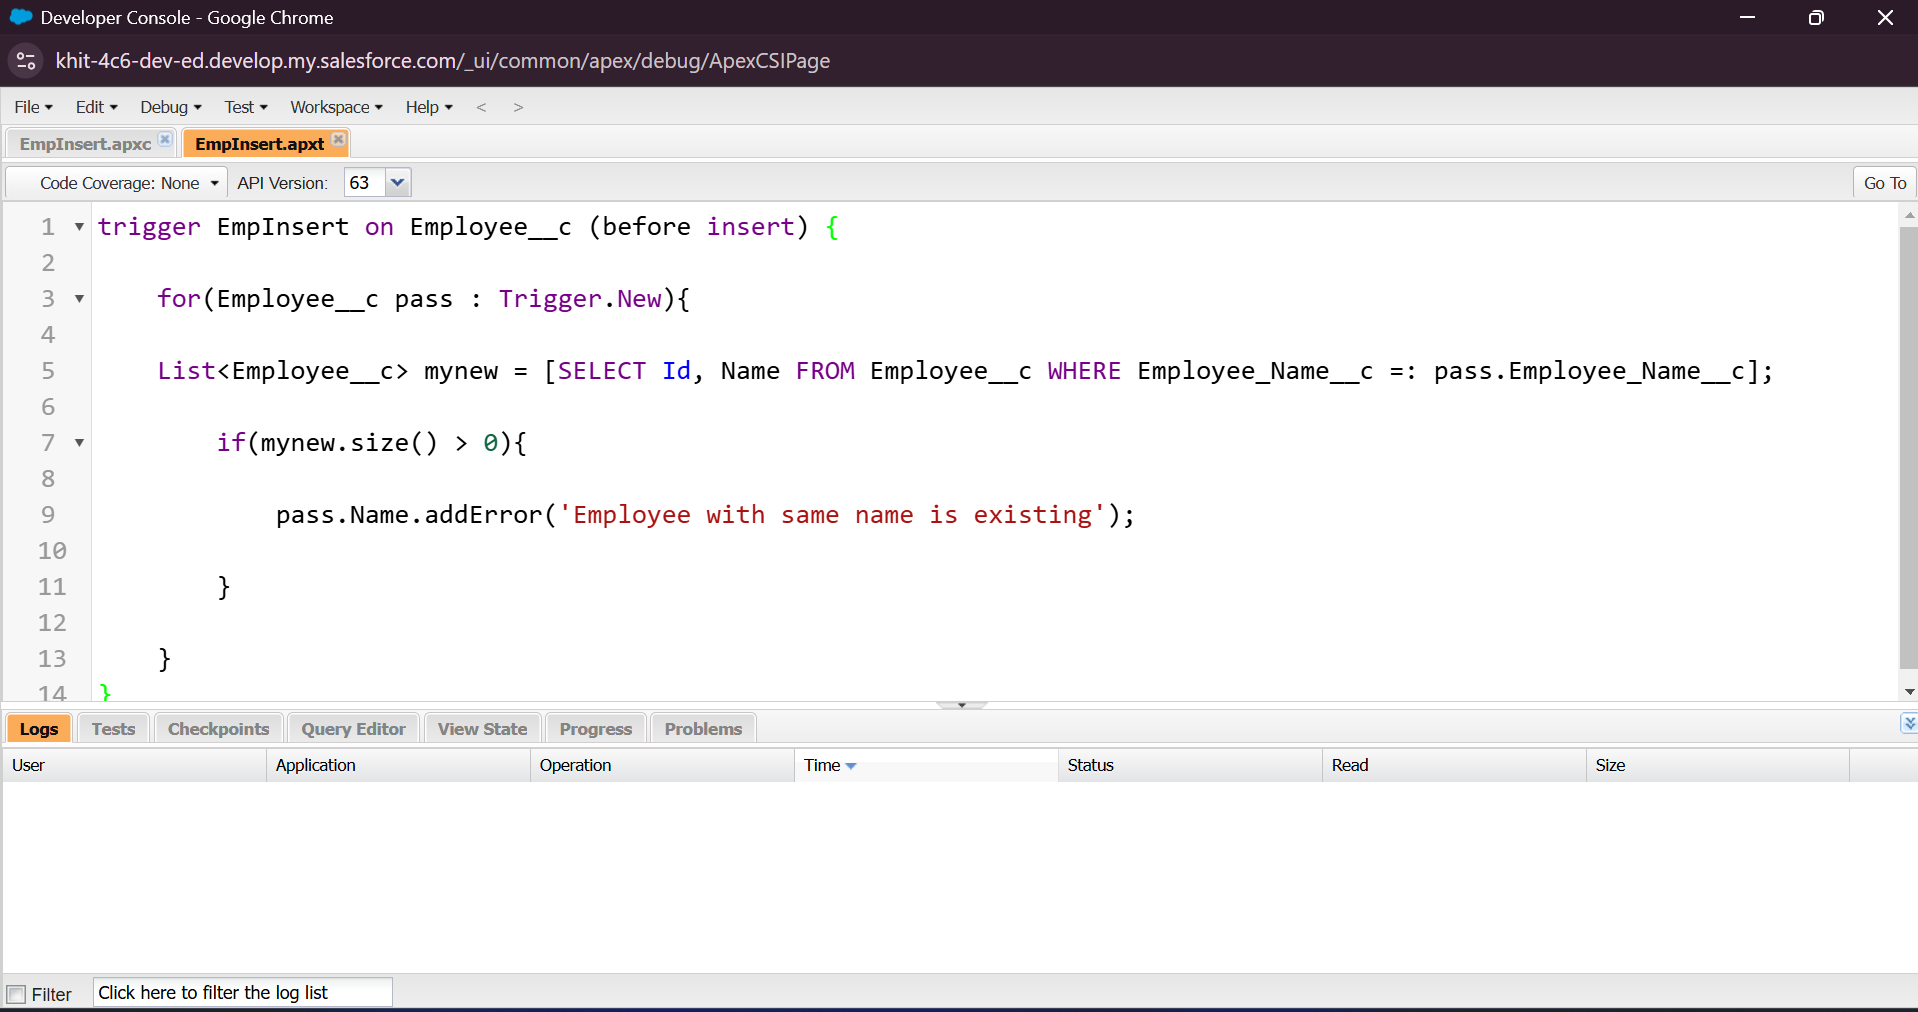 Developer Console - Google Chrome
khit-4c6-dev-ed.develop.my.salesforce.com/_ui/common/apex/debug/ApexCSIPage
File Edit Debug Test Workspace Help < >
EmpInsert.apxc EmpInsert.apxt
Code Coverage: None API Version: 63 Go To
1 trigger EmpInsert on Employee__c (before insert) {
2
3 for(Employee__c pass : Trigger.New){
4
5 List<Employee__c> mynew = [SELECT Id, Name FROM Employee__c WHERE Employee_Name__c =: pass.Employee_Name__c];
6
7 if(mynew.size() > 0){
8
9 pass.Name.addError('Employee with same name is existing');
10
11 }
12
13 }
14 }
Logs Tests Checkpoints Query Editor View State Progress Problems
User Application Operation Time Status Read Size
Filter Click here to filter the log list